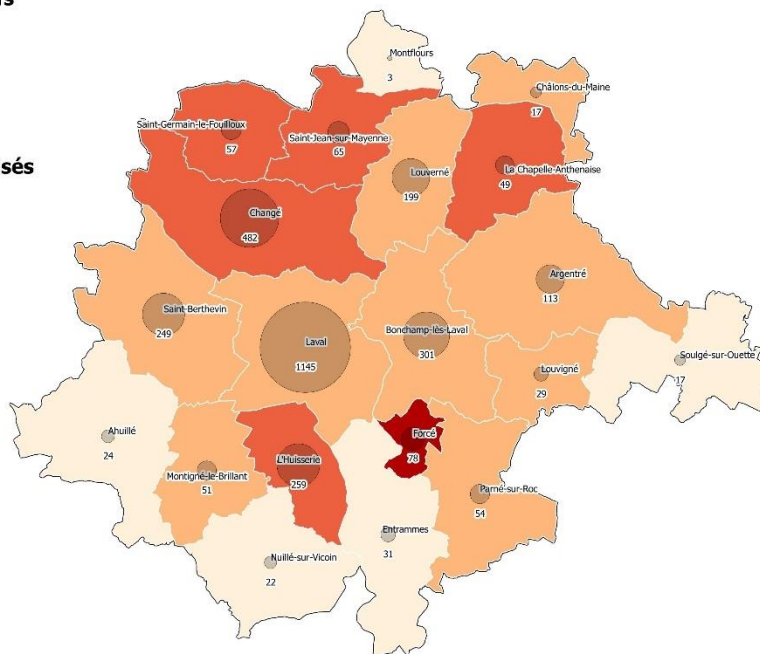 Montflours
3
Châlons-du-Maine
17
Saint-Germain-le-Fouilloux
57
Saint-Jean-sur-Mayenne
65
sés
La Chapelle-Anthenaise
49
Louverné
199
Changé
482
Argentré
113
Saint-Berthevin
249
Bonchamp-lès-Laval
301
Laval
1145
Soulgé-sur-Ouette
17
Louvigné
29
Ahuillé
24
Forcé
78
L'Huisserie
259
Montigné-le-Brillant
51
Parné-sur-Roc
54
Entrammes
31
Nuillé-sur-Vicoin
22